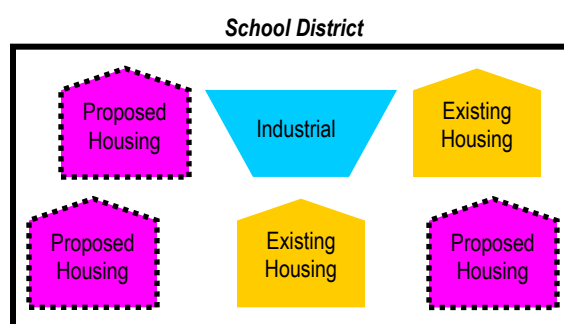 School District
Proposed
Housing
Industrial
Existing
Housing
Proposed
Housing
Existing
Housing
Proposed
Housing